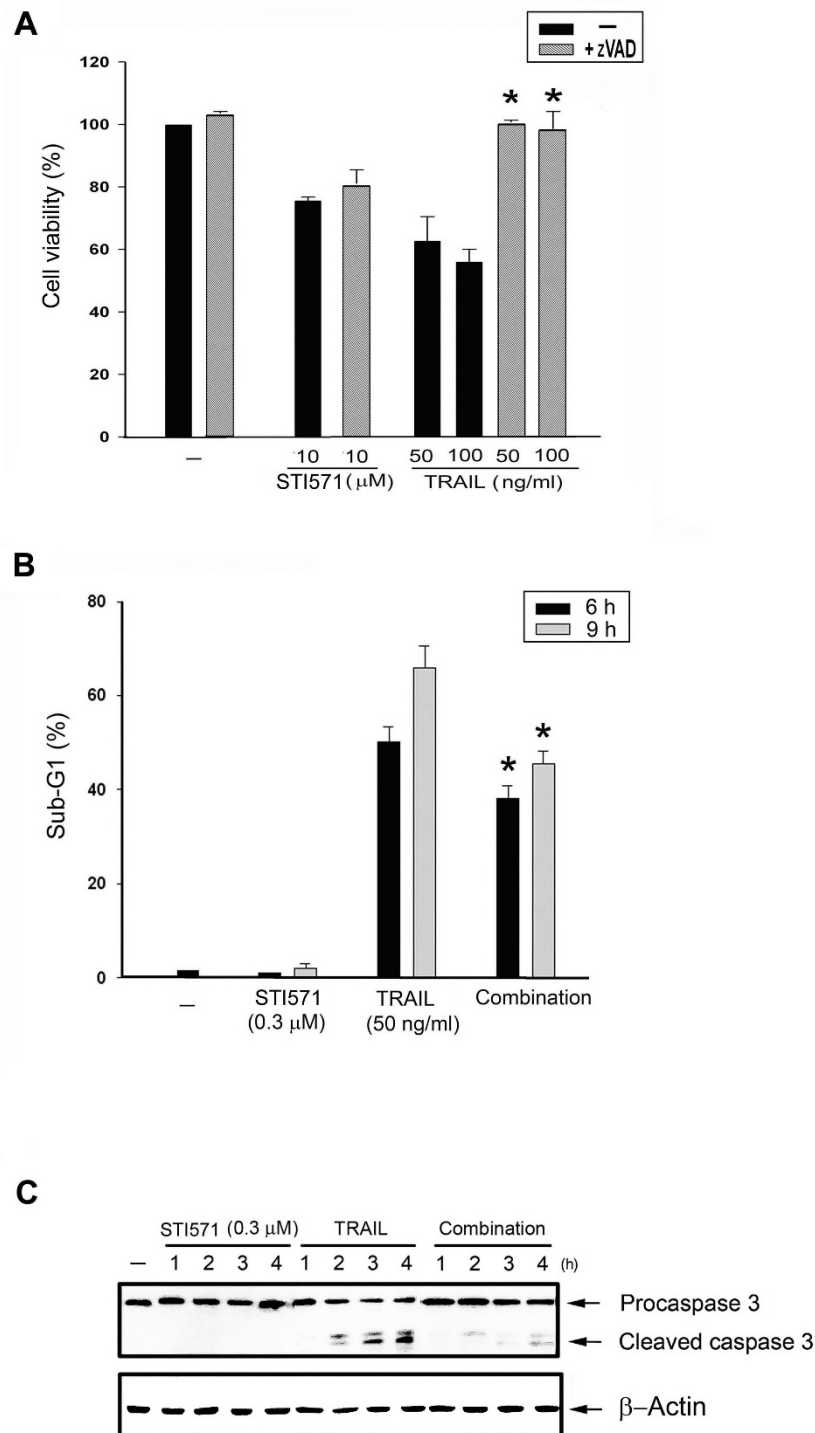 A
—
+ zVAD
120
100
80
60
40
20
0
Cell viability (%)
* *
—
10 10
STI571(μM)
50 100 50 100
TRAIL (ng/ml)
B
6 h
9 h
80
60
40
20
0
Sub-G1 (%)
* *
—
STI571
(0.3 μM)
TRAIL
(50 ng/ml)
Combination
C
STI571 (0.3 μM) TRAIL Combination
— 1 2 3 4 1 2 3 4 1 2 3 4 (h)
Procaspase 3
Cleaved caspase 3
β–Actin